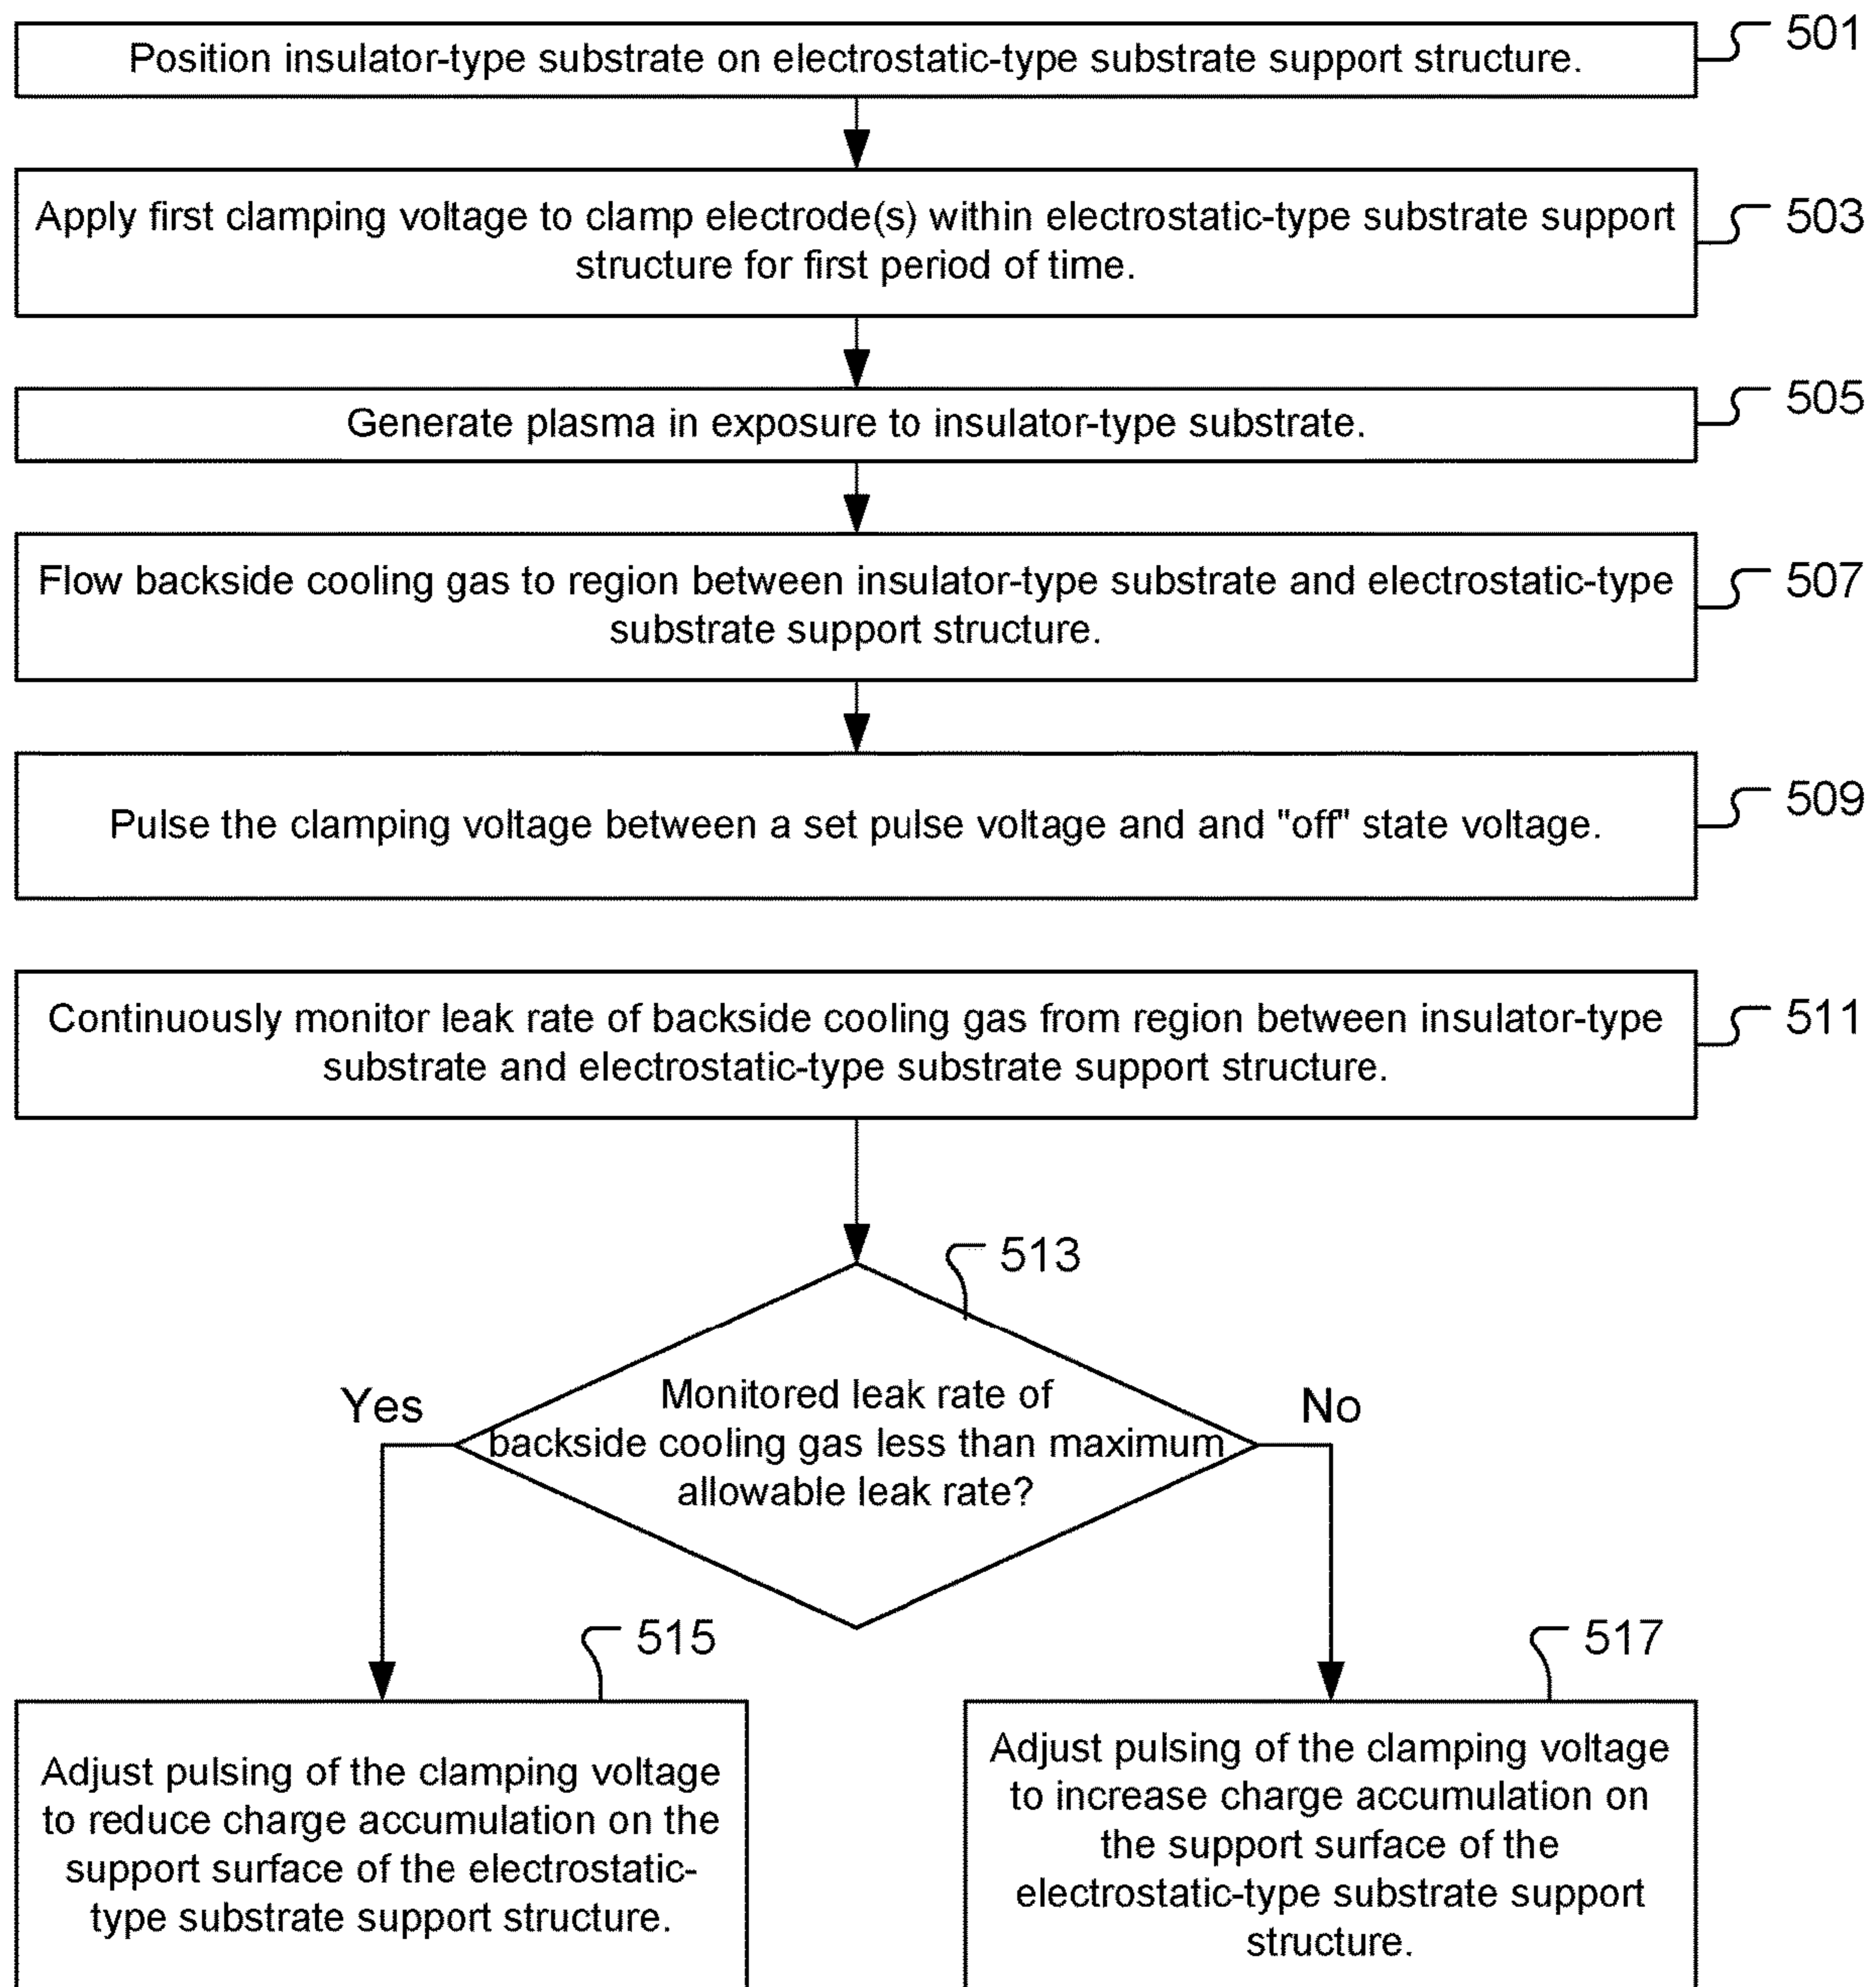 Position insulator-type substrate on electrostatic-type substrate support structure.
501
Apply first clamping voltage to clamp electrode(s) within electrostatic-type substrate support
structure for first period of time.
503
Generate plasma in exposure to insulator-type substrate.
505
Flow backside cooling gas to region between insulator-type substrate and electrostatic-type
substrate support structure.
507
Pulse the clamping voltage between a set pulse voltage and and "off" state voltage.
509
Continuously monitor leak rate of backside cooling gas from region between insulator-type
substrate and electrostatic-type substrate support structure.
511
513
Monitored leak rate of
backside cooling gas less than maximum
allowable leak rate?
Yes
No
515
Adjust pulsing of the clamping voltage
to reduce charge accumulation on the
support surface of the electrostatic-
type substrate support structure.
517
Adjust pulsing of the clamping voltage
to increase charge accumulation on
the support surface of the
electrostatic-type substrate support
structure.